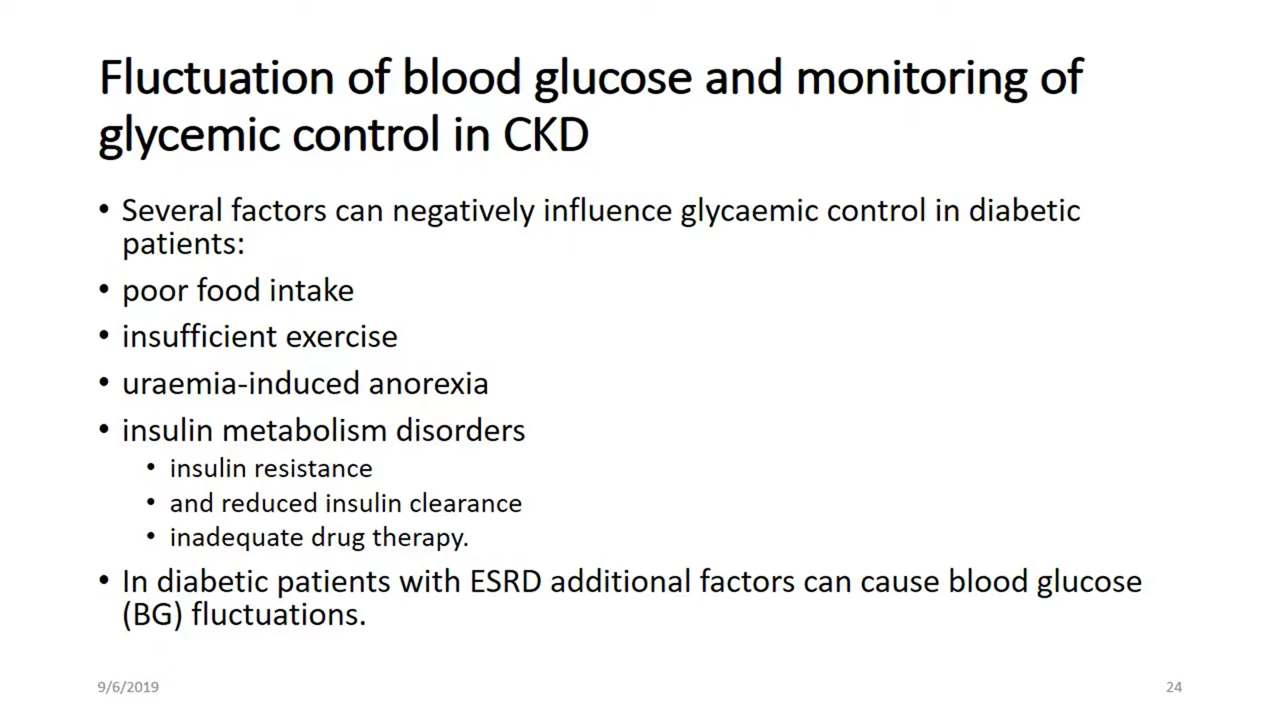 Fluctuation of blood glucose and monitoring of
glycemic control in CKD
• Several factors can negatively influence glycaemic control in diabetic
patients:
• poor food intake
• insufficient exercise
• uraemia-induced anorexia
• insulin metabolism disorders
• insulin resistance
• and reduced insulin clearance
• inadequate drug therapy.
• In diabetic patients with ESRD additional factors can cause blood glucose
(BG) fluctuations.
9/6/2019
24